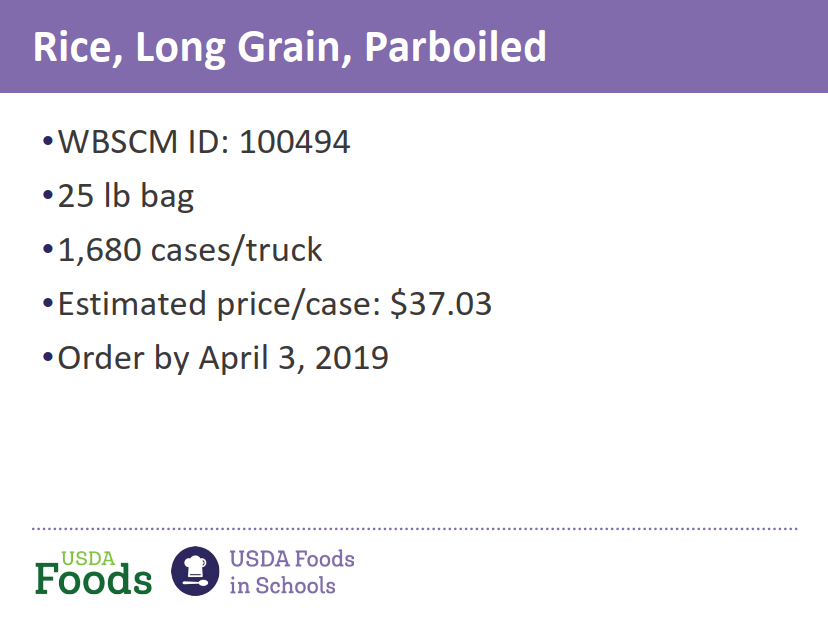 Rice, Long Grain, Parboiled
•WBSCM ID: 100494
•25 lb bag
•1,680 cases/truck
•Estimated price/case: $37.03
•Order by April 3, 2019
USDA
Foods
USDA Foods
in Schools